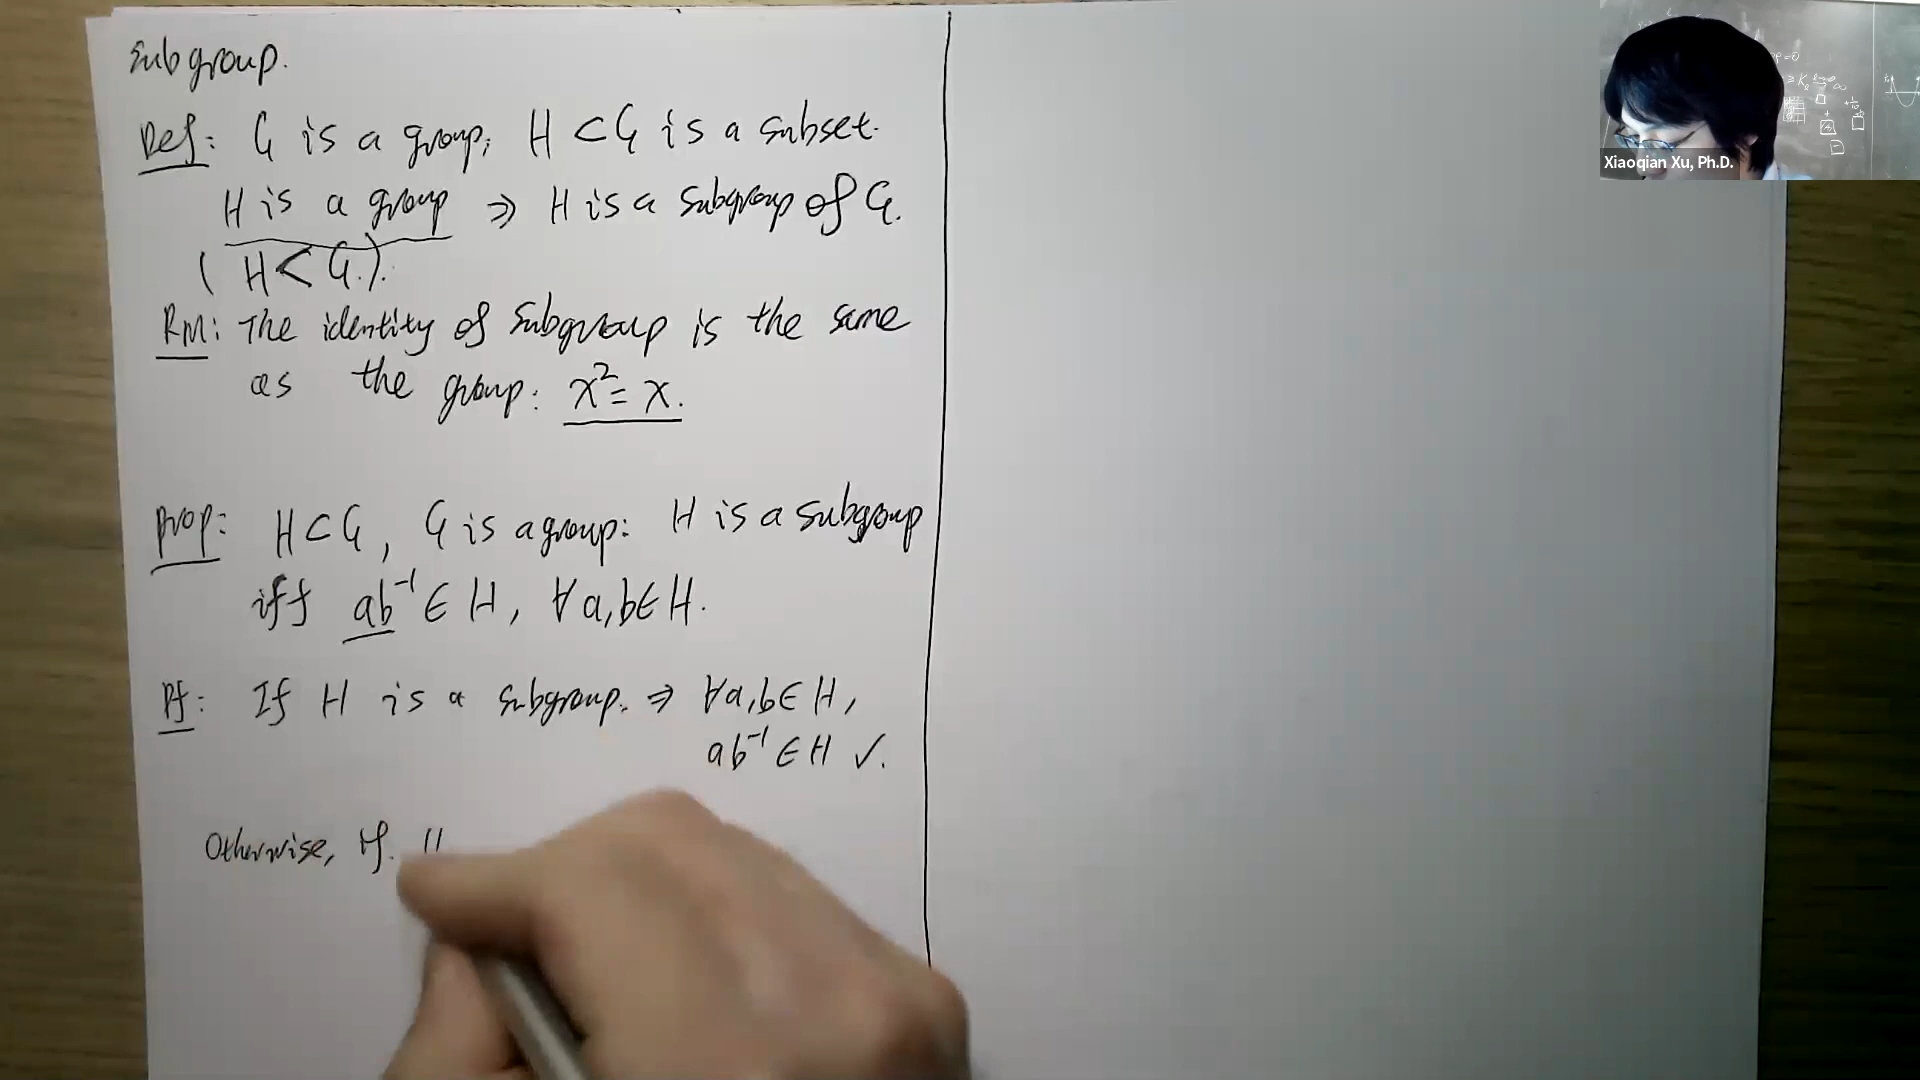 Subgroup.
Def: G is a group, H ⊂ G is a subset.
H is a group ⇒ H is a subgroup of G.
(H < G.).
RM: The identity of subgroup is the same
as the group: x² = x.
Prop: H ⊂ G, G is a group: H is a subgroup
iff ab⁻¹ ∈ H, ∀ a,b ∈ H.
Pf: If H is a subgroup. ⇒ ∀a,b ∈ H,
ab⁻¹ ∈ H ✓.
Otherwise, if.
Xiaoqian Xu, Ph.D.